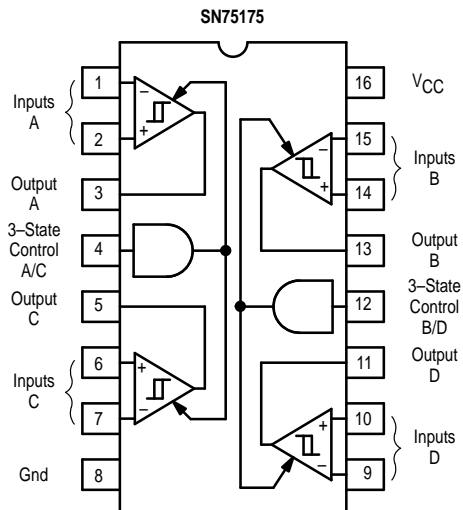 SN75175
1
Inputs
A
2
Output
A
3
3–State
Control
A/C
4
Output
C
5
6
Inputs
C
7
Gnd
8
16
VCC
15
Inputs
B
14
13
Output
B
12
3–State
Control
B/D
11
Output
D
10
Inputs
D
9
–
+
–
+
+
–
+
–